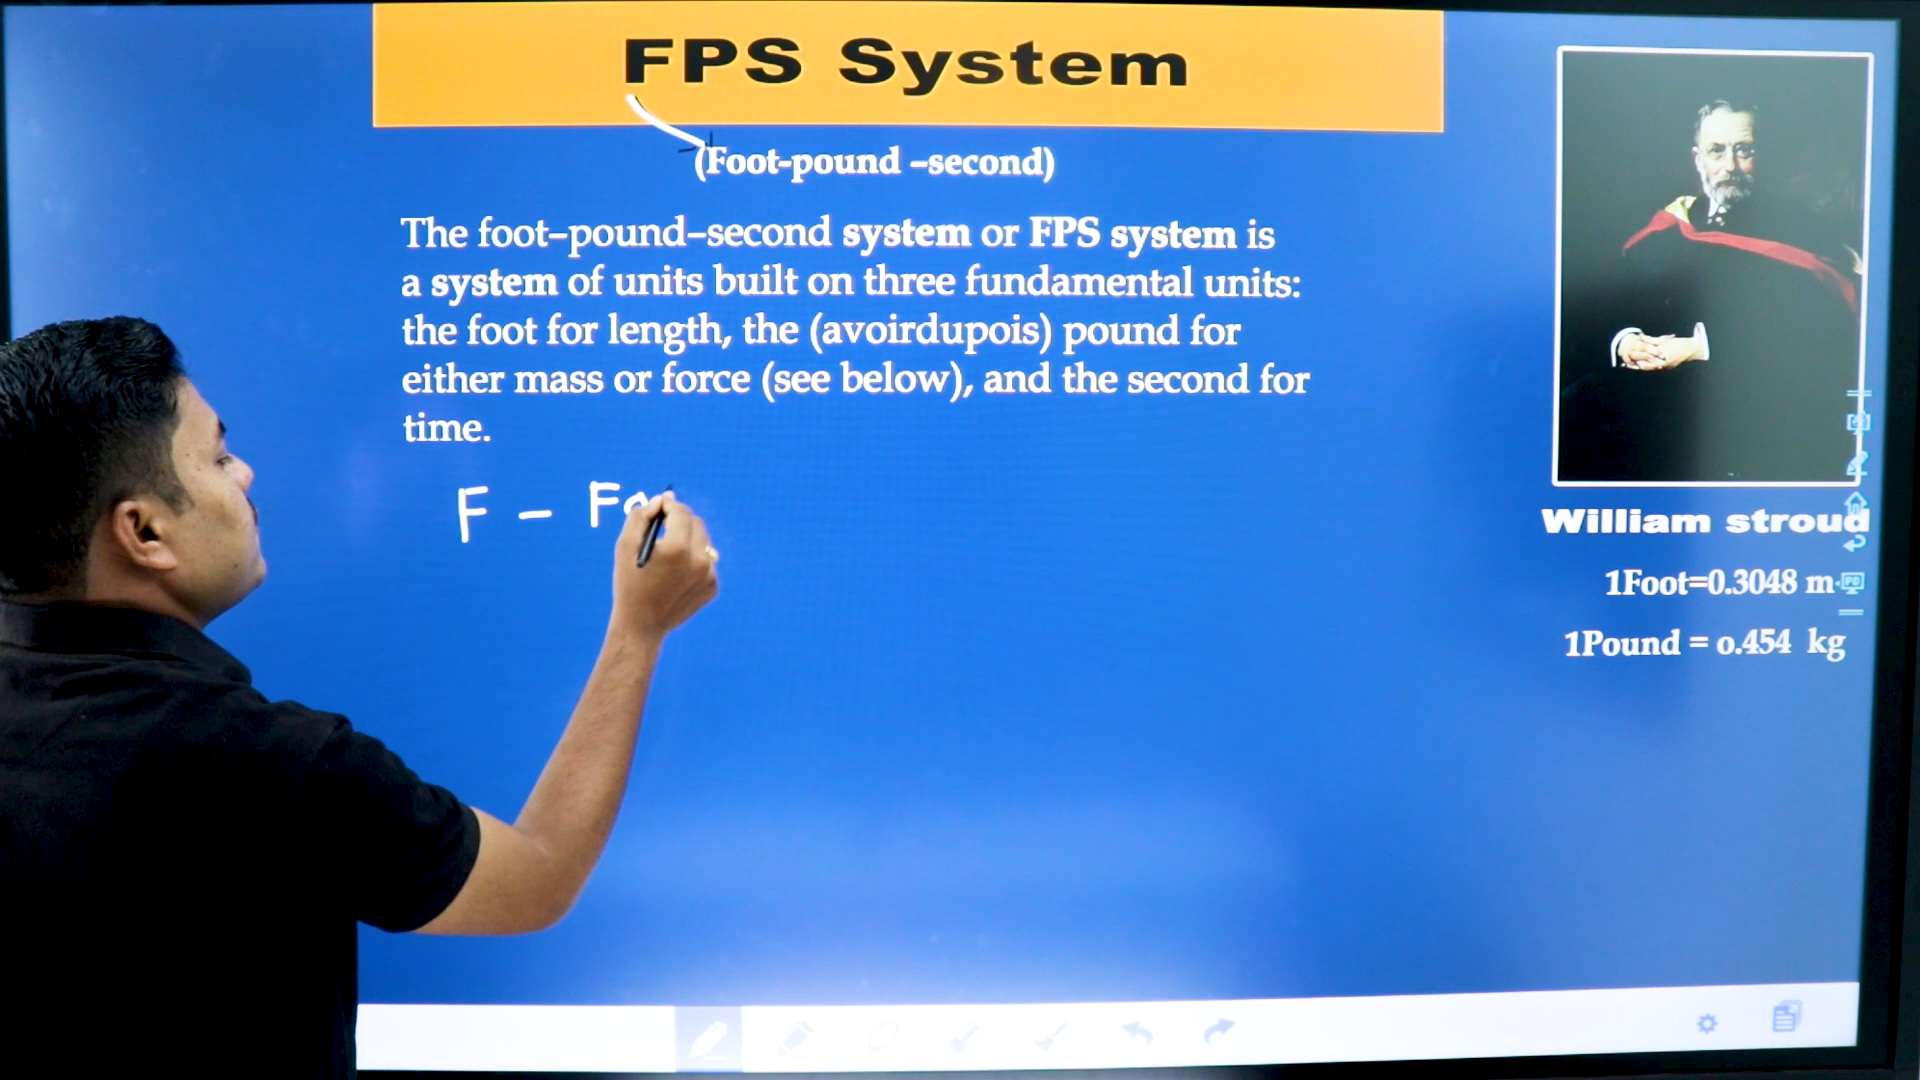 FPS System
(Foot-pound –second)
The foot–pound–second system or FPS system is
a system of units built on three fundamental units:
the foot for length, the (avoirdupois) pound for
either mass or force (see below), and the second for
time.
F – Fo
William stroud
1Foot=0.3048 m
PC
1Pound = 0.454 kg